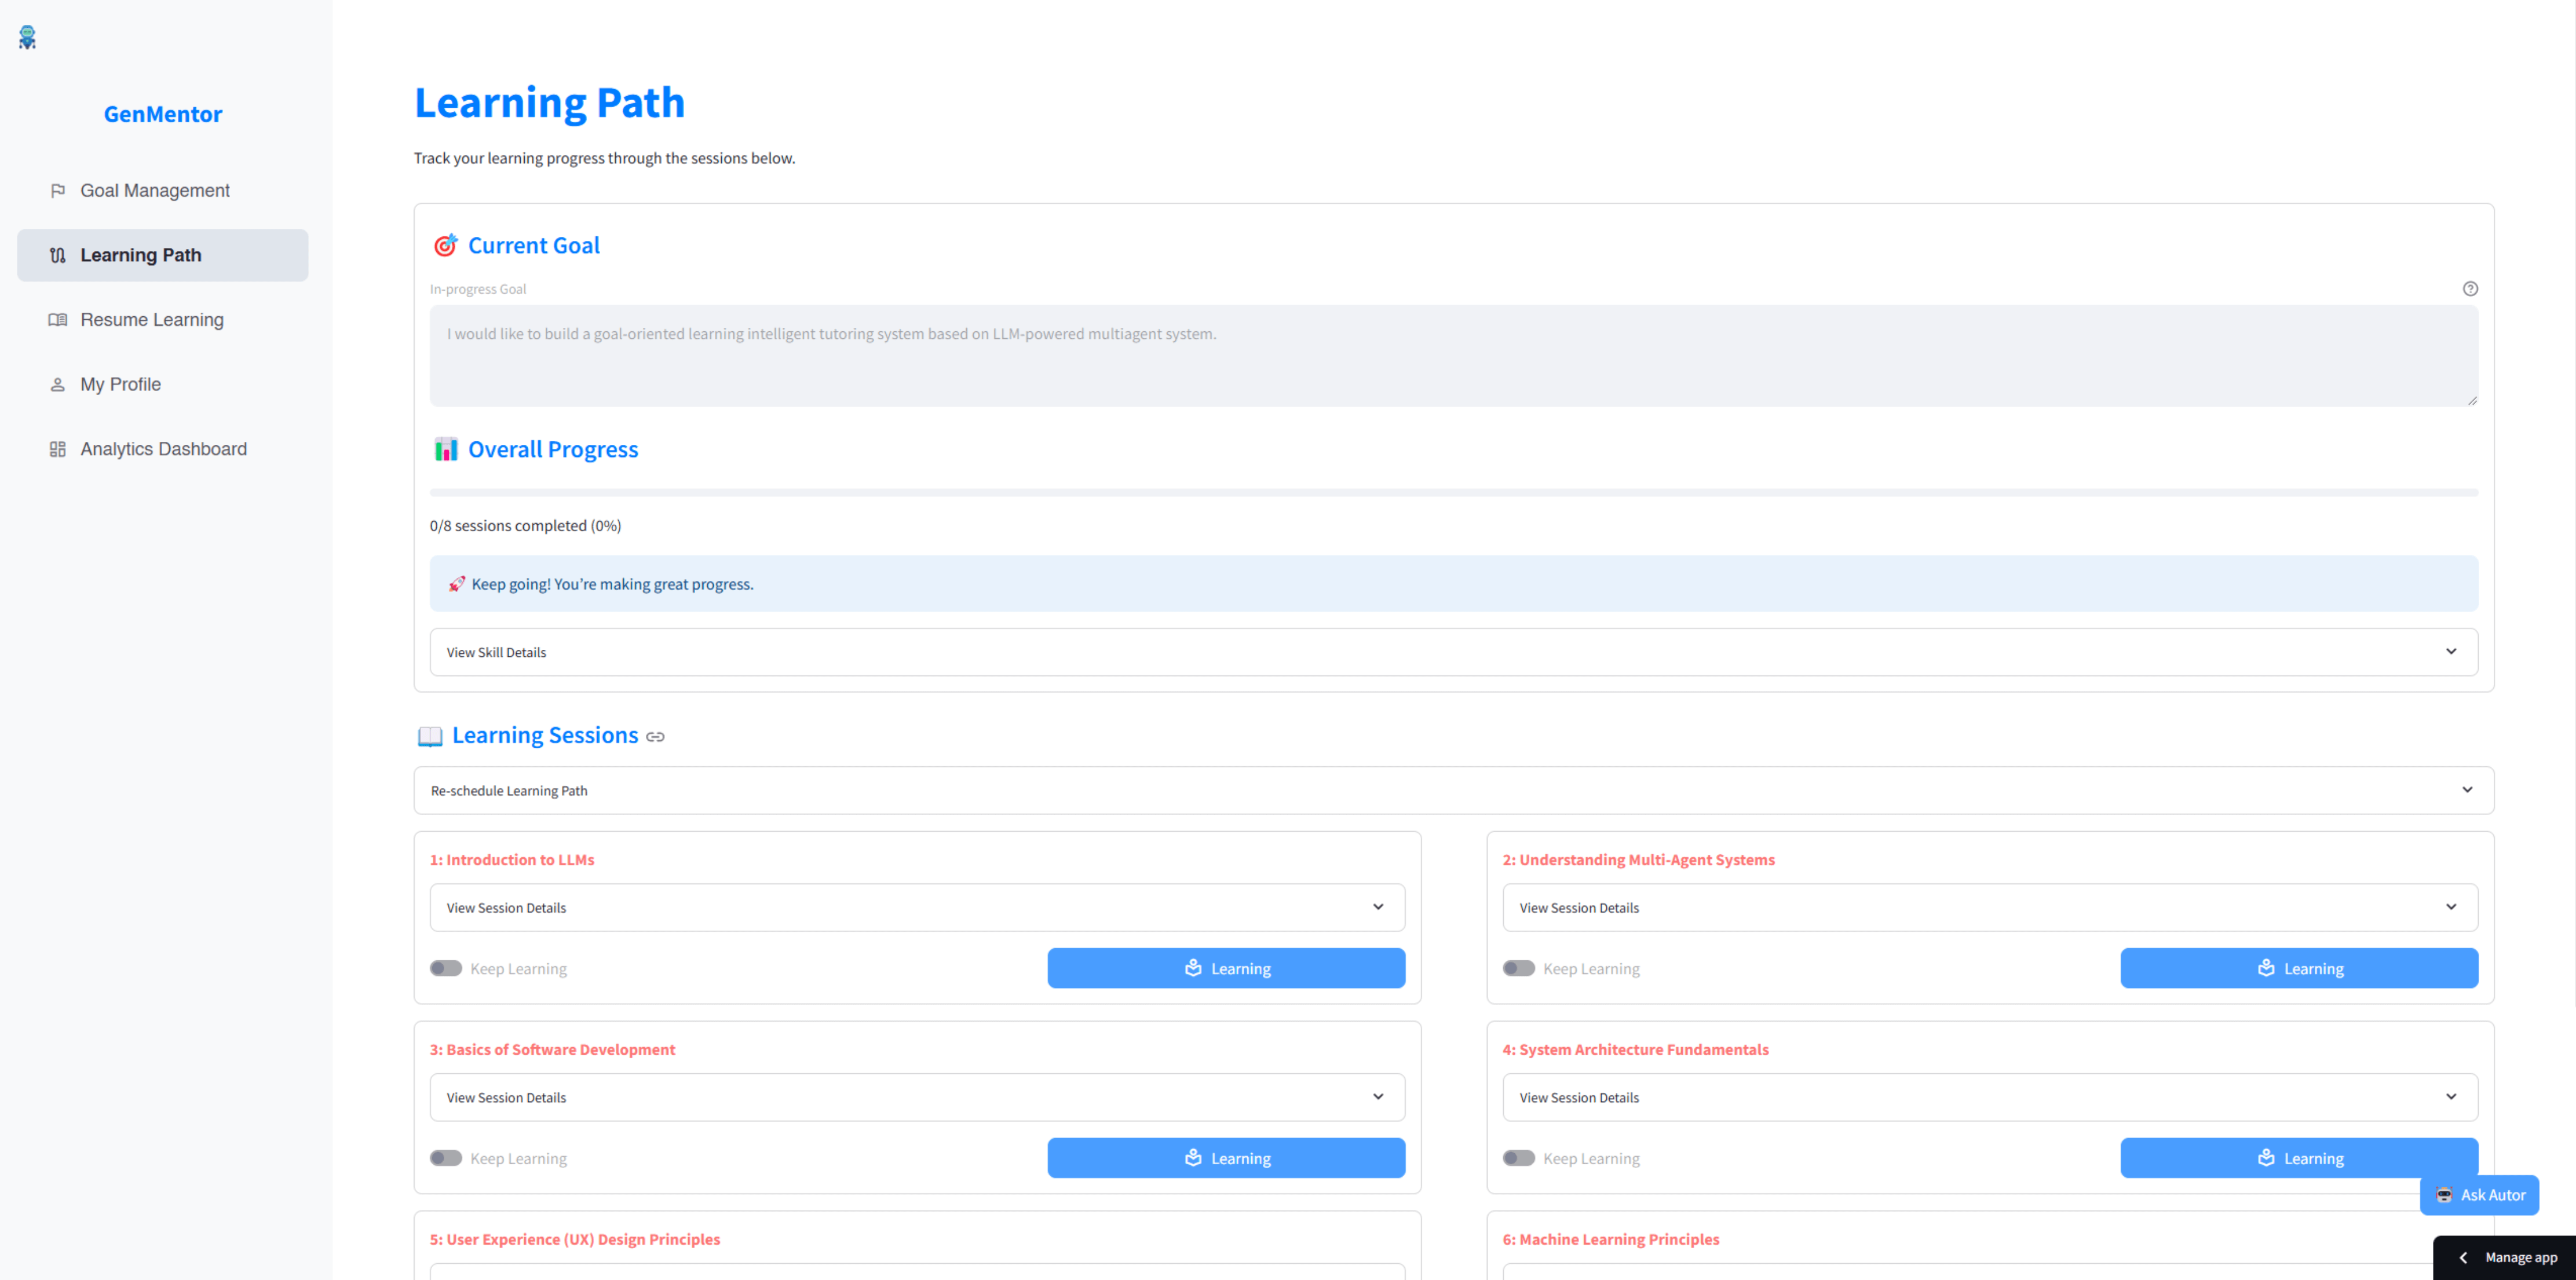 GenMentor
Goal Management
Learning Path
Resume Learning
My Profile
Analytics Dashboard
Learning Path
Track your learning progress through the sessions below.
Current Goal
In-progress Goal
I would like to build a goal-oriented learning intelligent tutoring system based on LLM-powered multiagent system.
Overall Progress
0/8 sessions completed (0%)
Keep going! You're making great progress.
View Skill Details
Learning Sessions
Re-schedule Learning Path
1: Introduction to LLMs
View Session Details
Keep Learning
Learning
2: Understanding Multi-Agent Systems
View Session Details
Keep Learning
Learning
3: Basics of Software Development
View Session Details
Keep Learning
Learning
4: System Architecture Fundamentals
View Session Details
Keep Learning
Learning
Ask Autor
5: User Experience (UX) Design Principles
6: Machine Learning Principles
Manage app